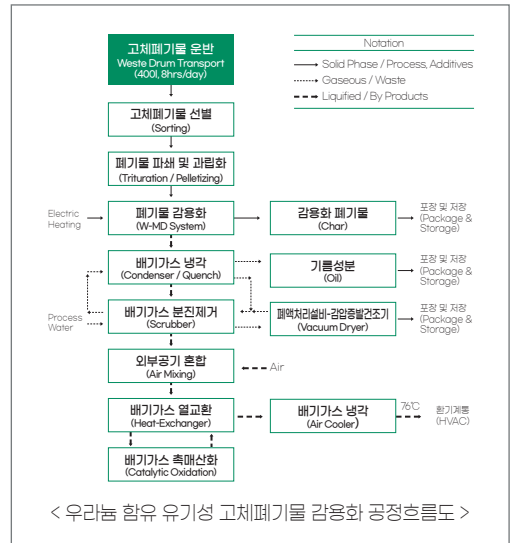 고체폐기물 운반
Weste Drum Transport
(400l, 8hrs/day)
Notation
Solid Phase / Process, Additives
Gaseous / Waste
Liquified / By Products
고체폐기물 선별
(Sorting)
폐기물 파쇄 및 과립화
(Trituration / Pelletizing)
Electric
Heating
폐기물 감용화
(W-MD System)
감용화 폐기물
(Char)
포장 및 저장
(Package &
Storage)
배기가스 냉각
(Condenser / Quench)
기름성분
(Oil)
포장 및 저장
(Package &
Storage)
Process
Water
배기가스 분진제거
(Scrubber)
폐액처리설비-감압증발건조기
(Vacuum Dryer)
포장 및 저장
(Package &
Storage)
외부공기 혼합
(Air Mixing)
Air
배기가스 열교환
(Heat-Exchanger)
배기가스 냉각
(Air Cooler)
76℃
환기계통
(HVAC)
배기가스 촉매산화
(Catalytic Oxidation)
< 우라늄 함유 유기성 고체폐기물 감용화 공정흐름도 >